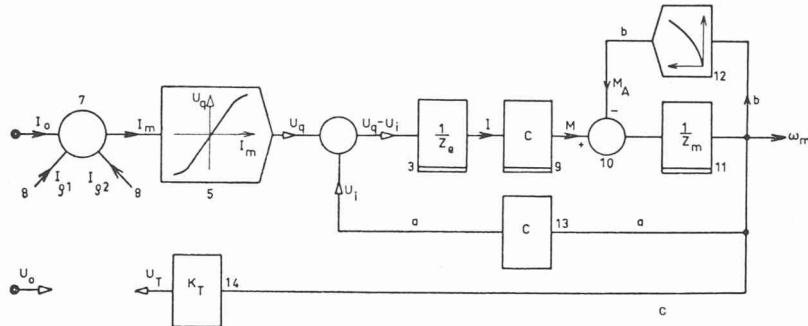 b
7
U_q
12
M_A
I_o
I_m
U_q
U_q-U_i
1
Z_e
I
C
M
-
+
1
Z_m
b
ω_m
I_m
8
I_g1
I_g2
8
5
3
9
10
11
U_i
a
C
13
a
U_o
U_T
K_T
14
c